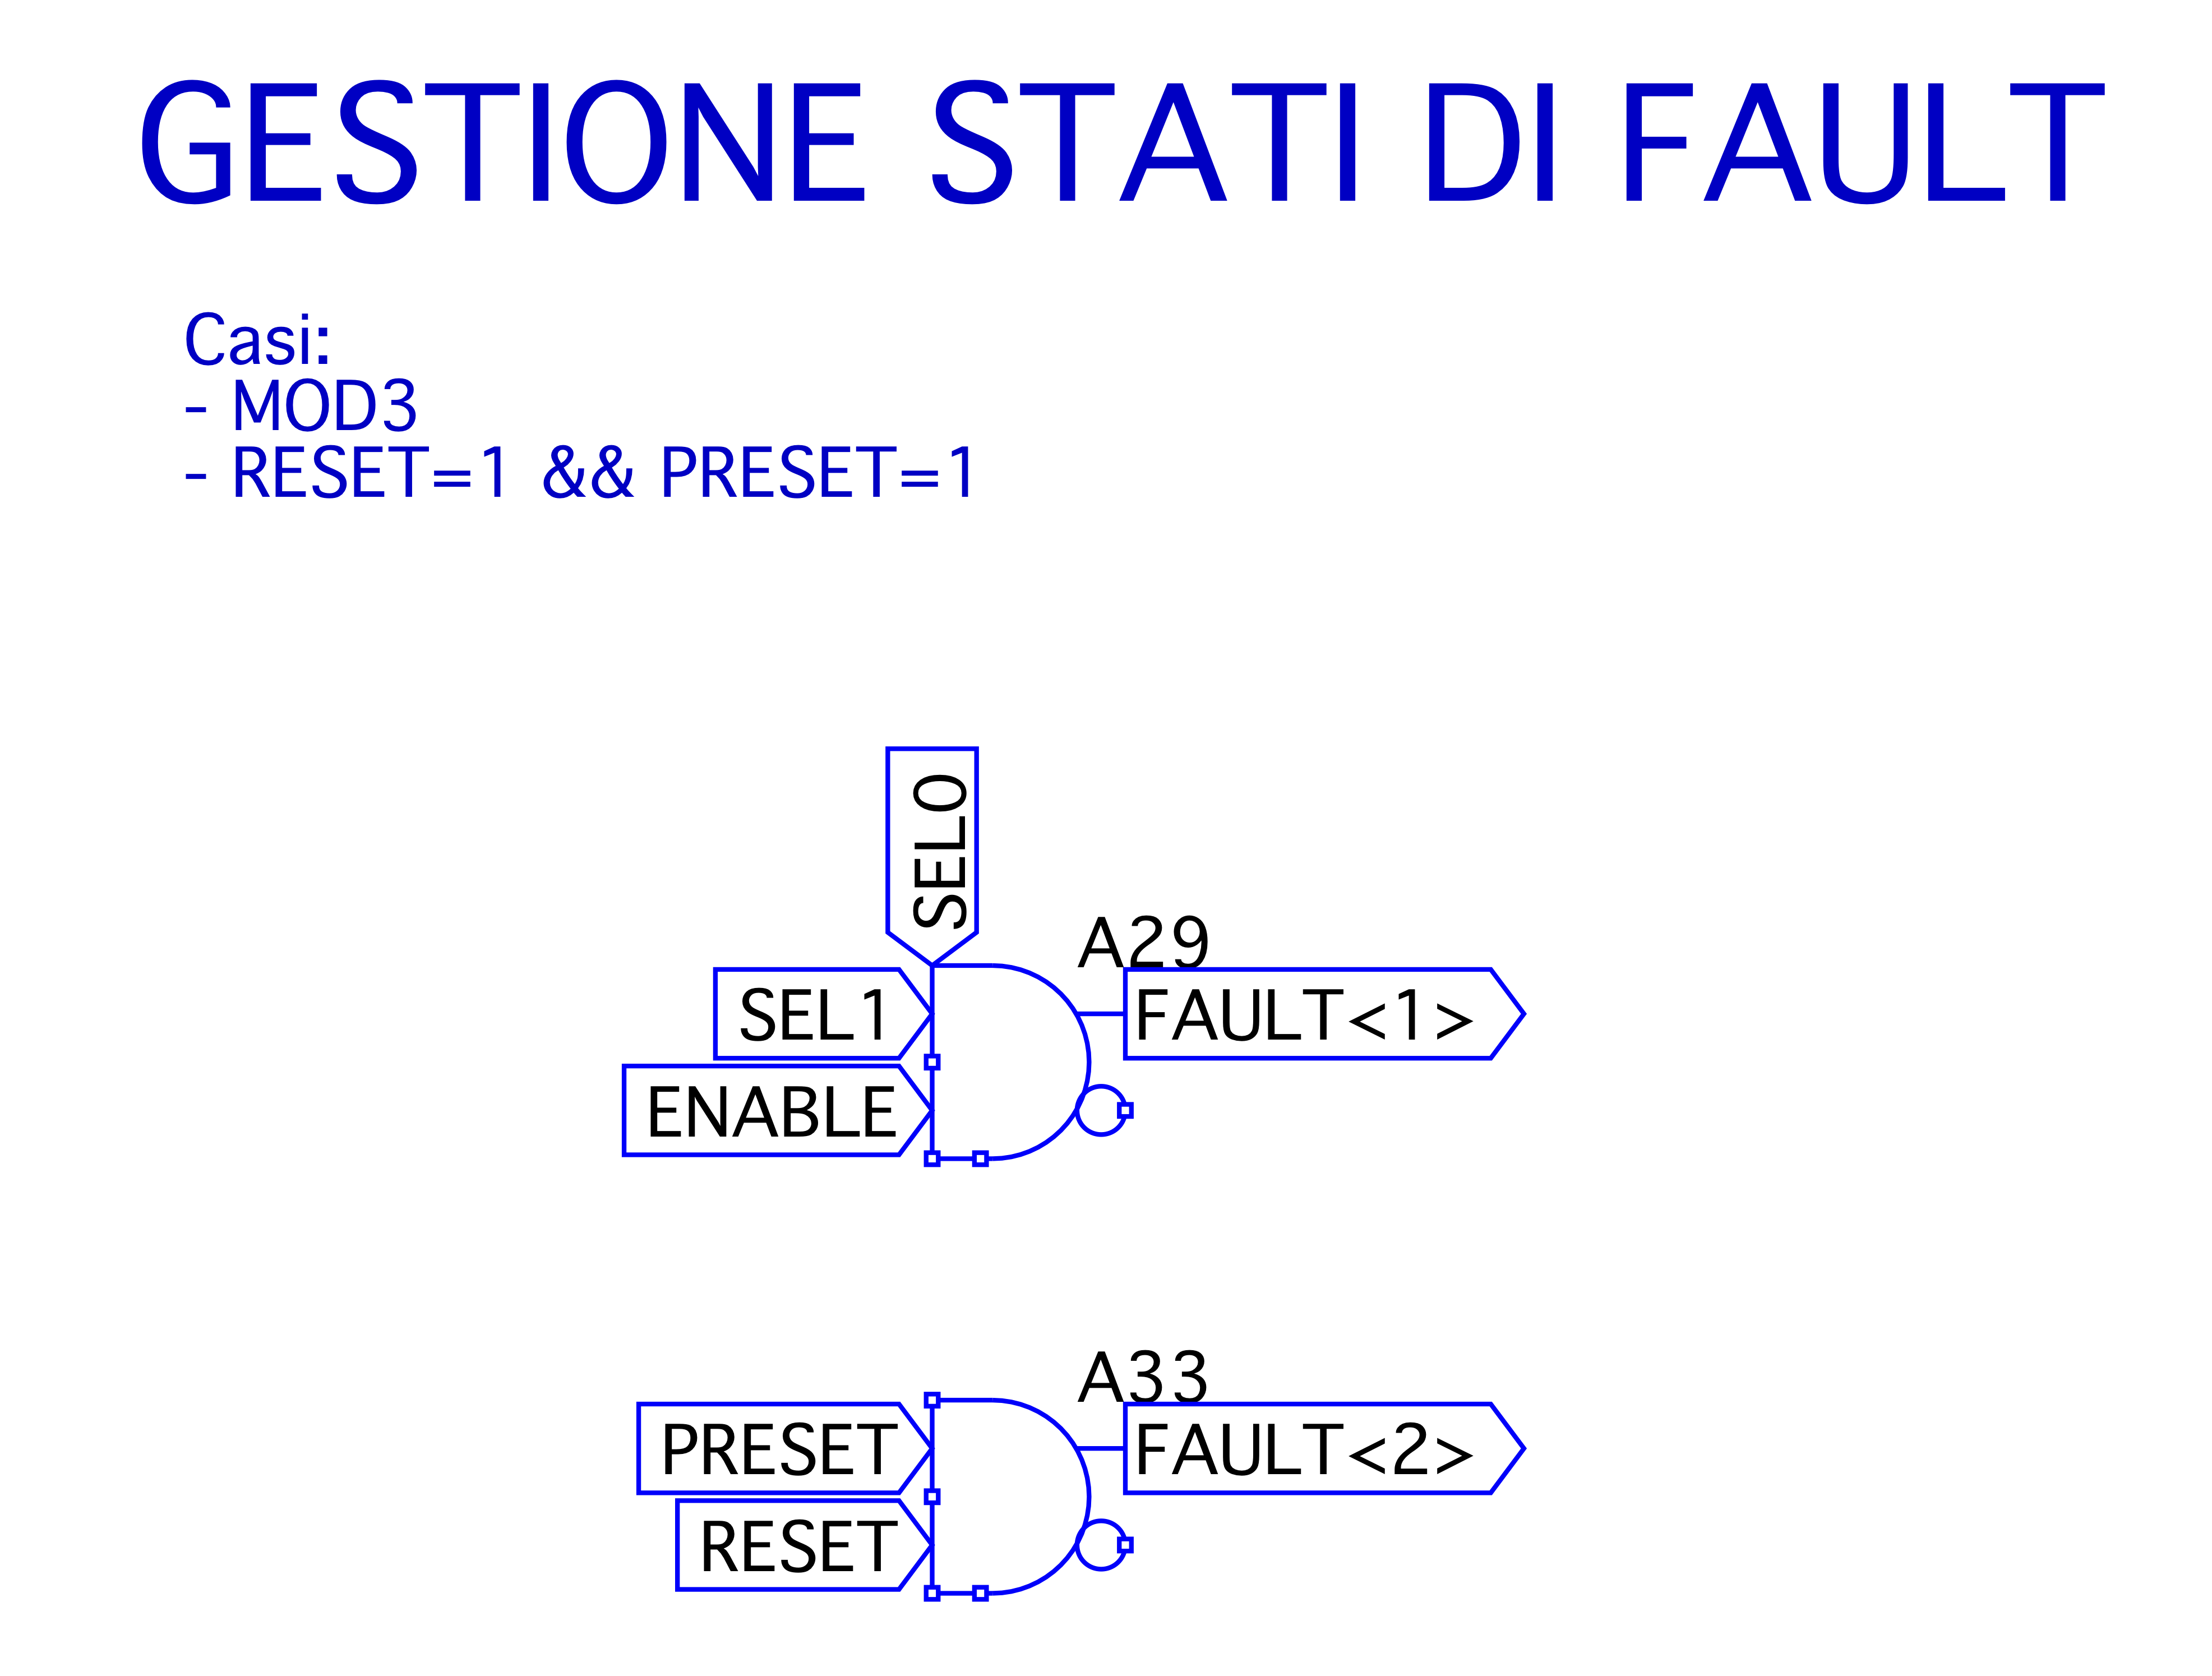 GESTIONE STATI DI FAULT
Casi:
- MOD3
- RESET=1 && PRESET=1
SEL0
A29
SEL1
FAULT<1>
ENABLE
A33
PRESET
FAULT<2>
RESET